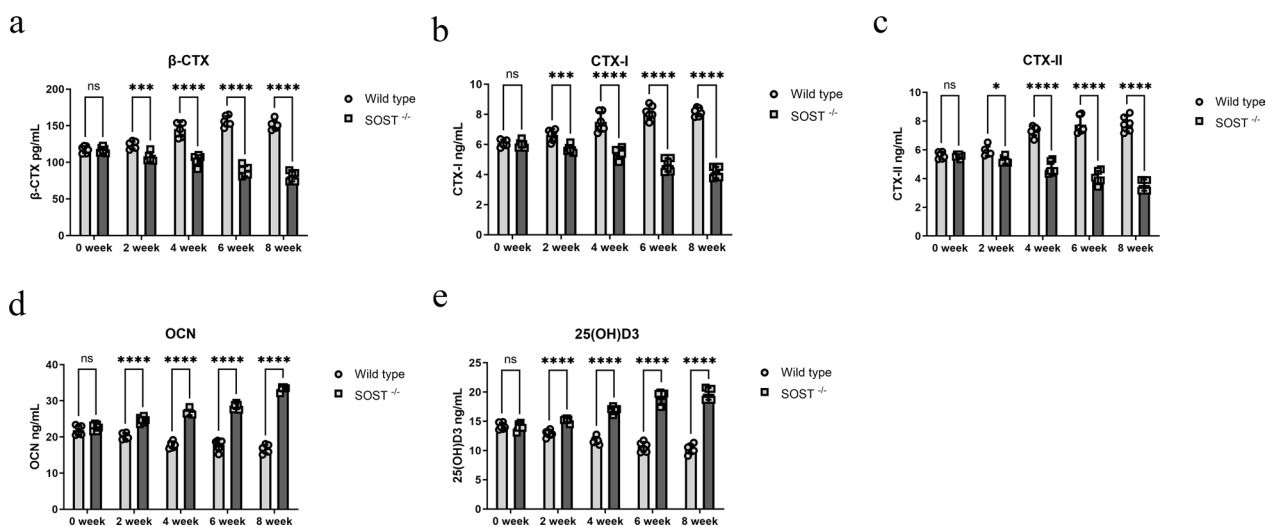 a
β-CTX
ns
***
****
****
****
200
150
100
50
0
β-CTX pg/mL
0 week 2 week 4 week 6 week 8 week
Wild type
SOST -/-
b
CTX-I
ns
***
****
****
****
10
8
6
4
2
0
CTX-I ng/mL
0 week 2 week 4 week 6 week 8 week
Wild type
SOST -/-
c
CTX-II
ns
*
****
****
****
10
8
6
4
2
0
CTX-II ng/mL
0 week 2 week 4 week 6 week 8 week
Wild type
SOST -/-
d
OCN
ns
****
****
****
****
40
30
20
10
0
OCN ng/mL
0 week 2 week 4 week 6 week 8 week
Wild type
SOST -/-
e
25(OH)D3
ns
****
****
****
****
25
20
15
10
5
0
25(OH)D3 ng/mL
0 week 2 week 4 week 6 week 8 week
Wild type
SOST -/-